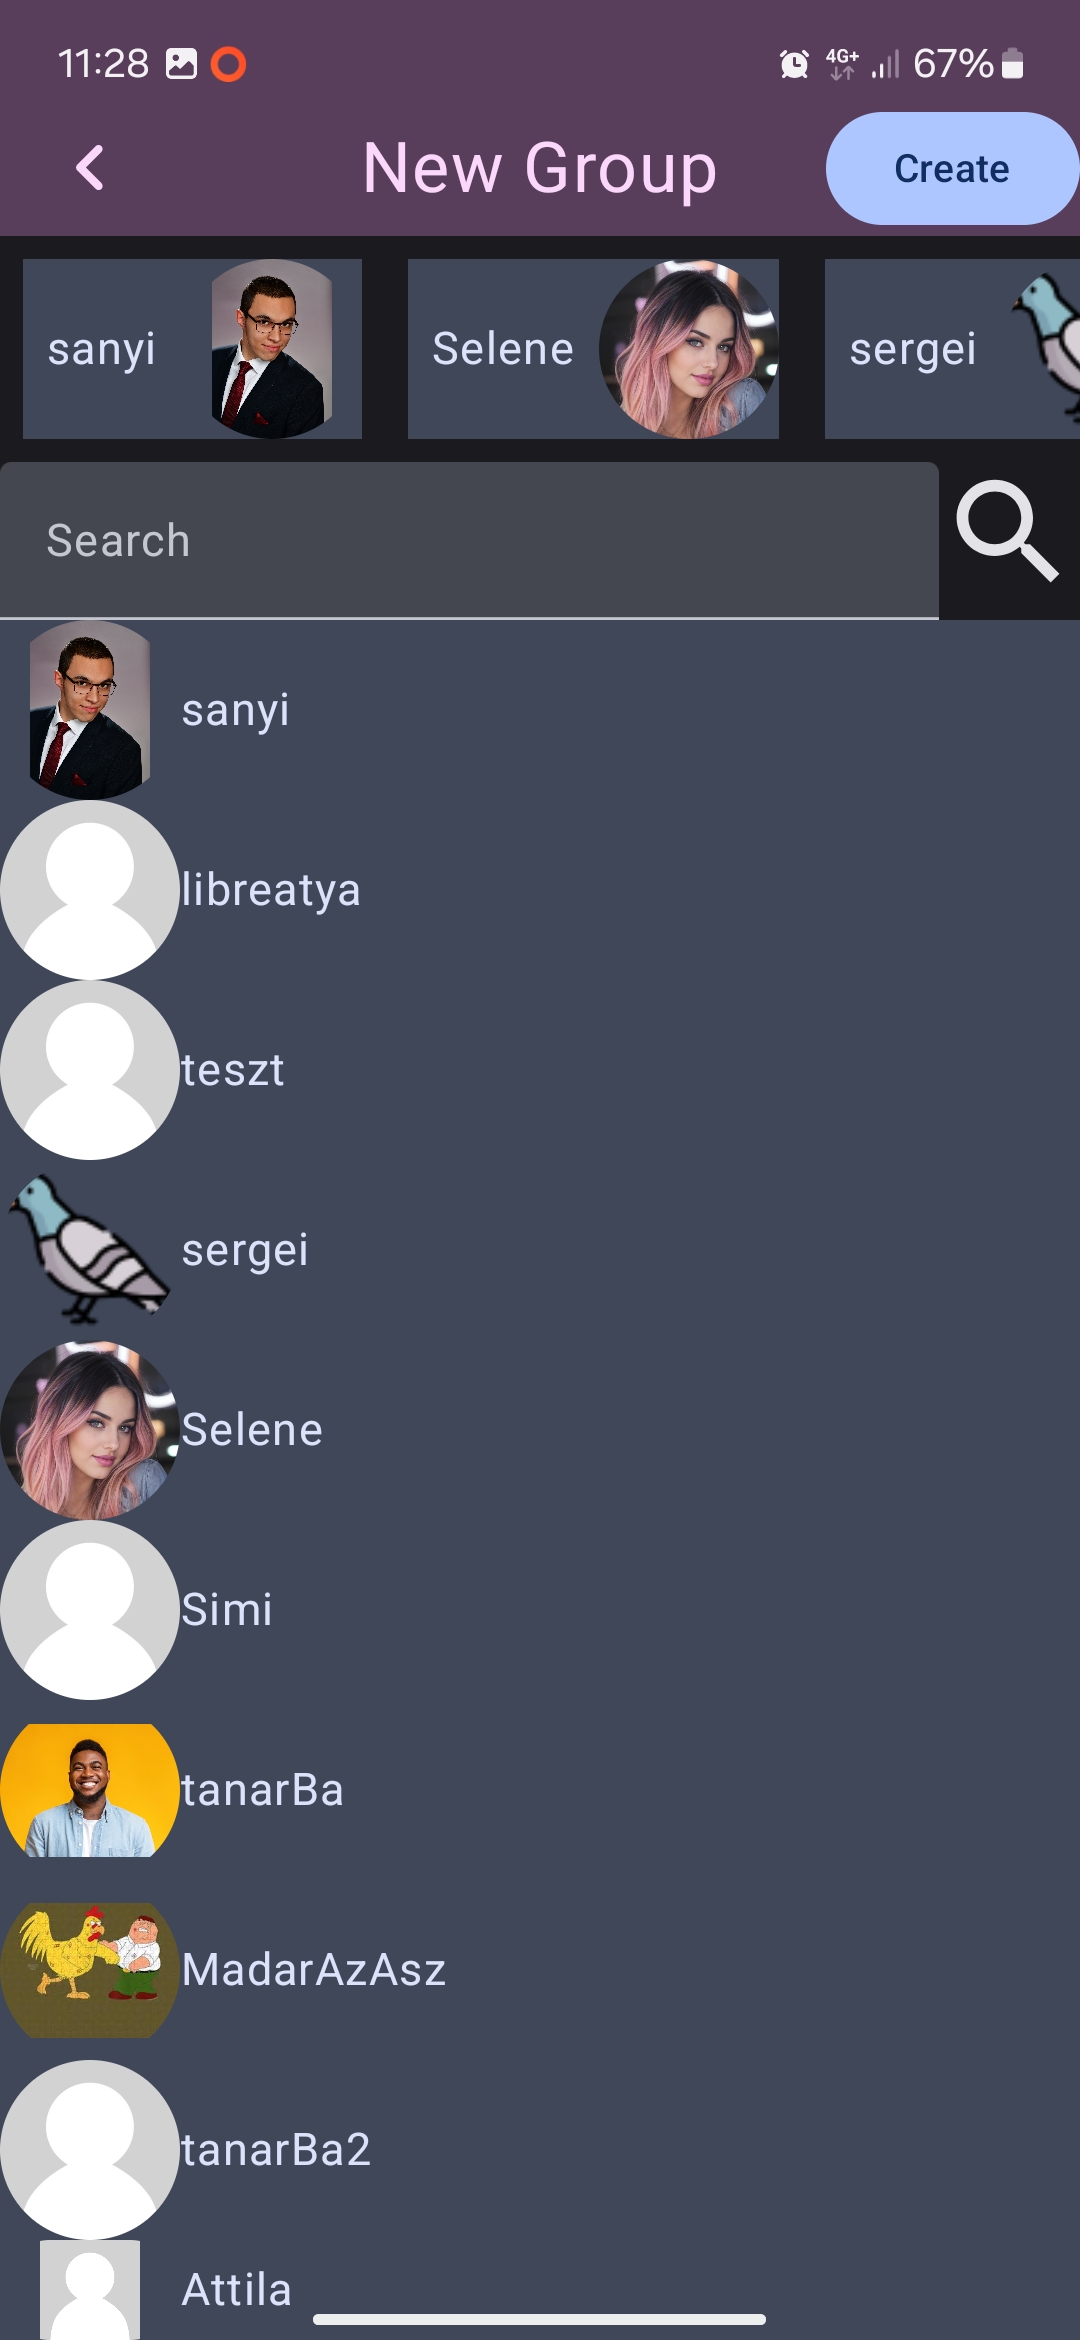 11:28 4G+ 67%
New Group Create
sanyi Selene sergei
Search
sanyi
libreatya
teszt
sergei
Selene
Simi
tanarBa
MadarAzAsz
tanarBa2
Attila